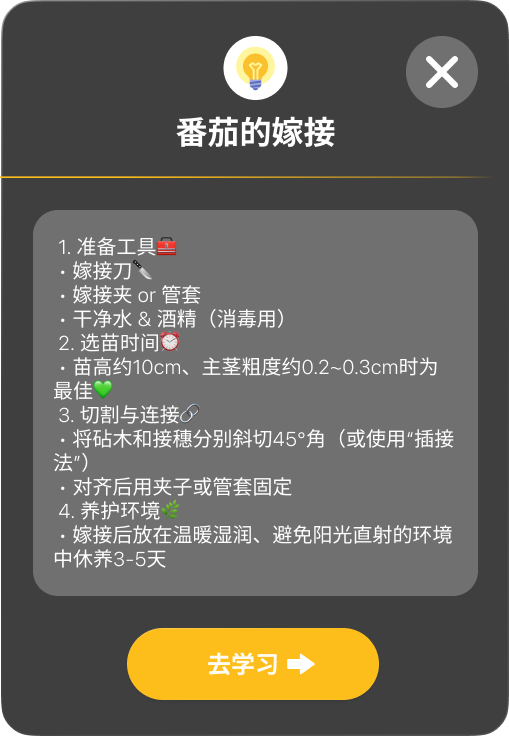 番茄的嫁接
1. 准备工具🧰
· 嫁接刀🔪
· 嫁接夹 or 管套
· 干净水 & 酒精（消毒用）
2. 选苗时间⏰
· 苗高约10cm、主茎粗度约0.2~0.3cm时为
最佳💚
3. 切割与连接🔗
· 将砧木和接穗分别斜切45°角（或使用“插接
法”）
· 对齐后用夹子或管套固定
4. 养护环境🌿
· 嫁接后放在温暖湿润、避免阳光直射的环境
中休养3-5天
去学习